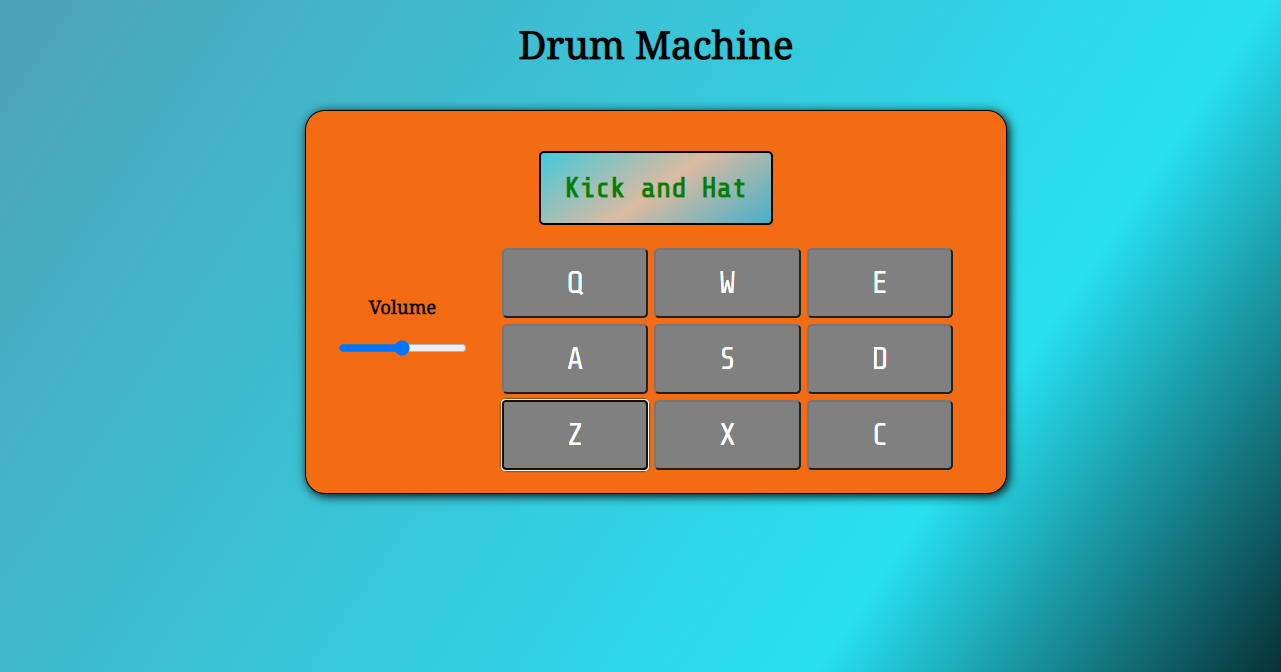 Drum Machine
Kick and Hat
Volume
Q W E
A S D
Z X C